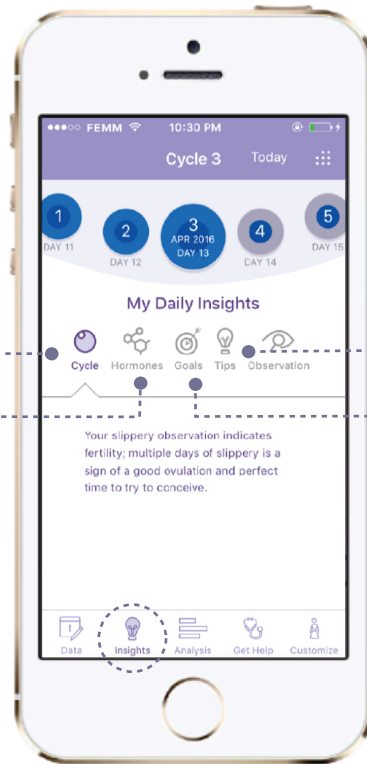 FEMM 10:30 PM
Cycle 3 Today
1 2 3 4 5
APR 2016
DAY 11 DAY 12 DAY 13 DAY 14 DAY 15
My Daily Insights
Cycle Hormones Goals Tips Observation
Your slippery observation indicates
fertility; multiple days of slippery is a
sign of a good ovulation and perfect
time to try to conceive.
1
Data Insights Analysis Get Help Customize